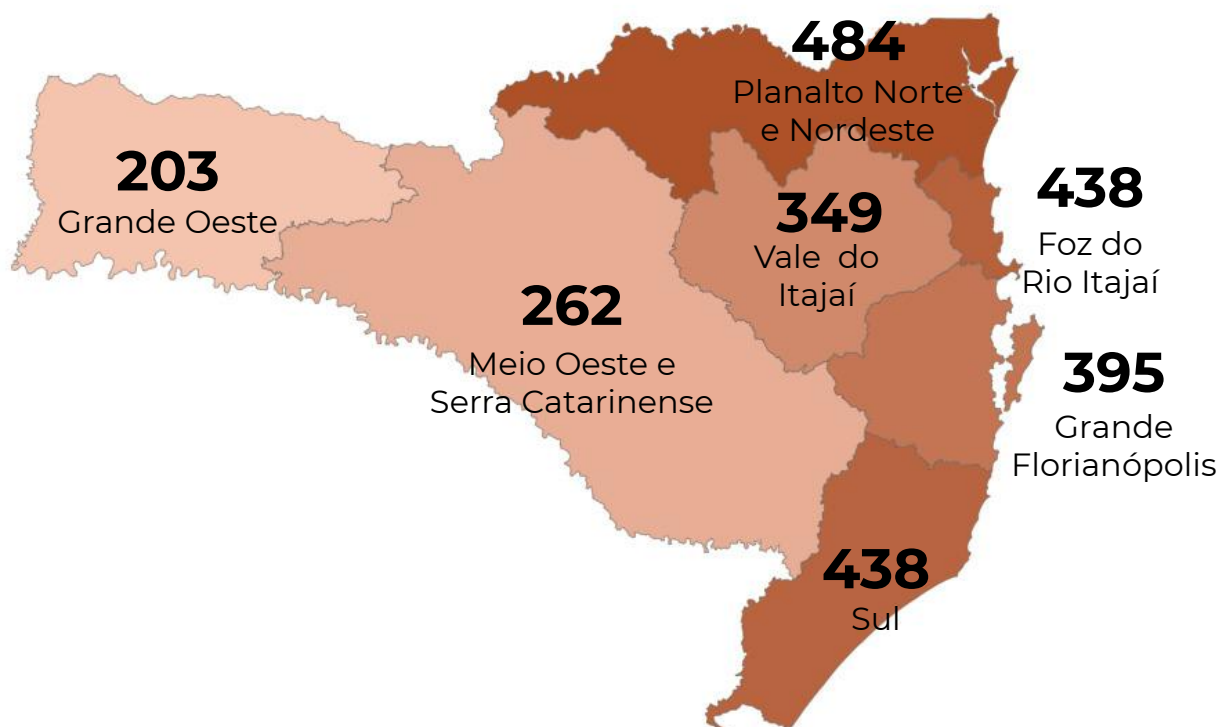 484
Planalto Norte
e Nordeste
203
Grande Oeste
349
Vale do
Itajaí
438
Foz do
Rio Itajaí
262
Meio Oeste e
Serra Catarinense
395
Grande
Florianópolis
438
Sul